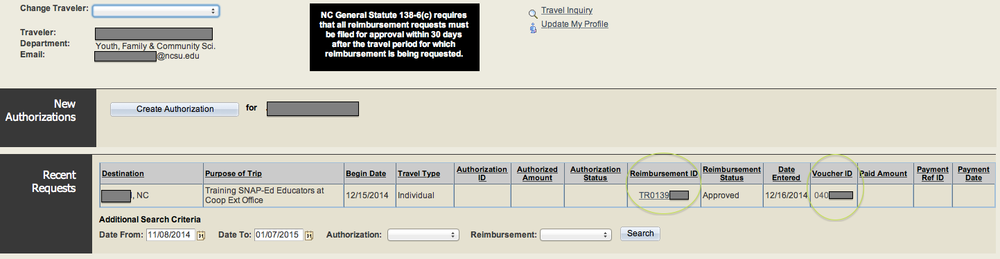 Change Traveler:
Traveler:
Department: Youth, Family & Community Sci.
Email: @ncsu.edu
NC General Statute 138-6(c) requires
that all reimbursement requests must
be filed for approval within 30 days
after the travel period for which
reimbursement is being requested.
Travel Inquiry
Update My Profile
New
Authorizations
Create Authorization for
Recent
Requests
Destination Purpose of Trip Begin Date Travel Type Authorization ID Authorized Amount Authorization Status Reimbursement ID Reimbursement Status Date Entered Voucher ID Paid Amount Payment Ref ID Payment Date
, NC Training SNAP-Ed Educators at Coop Ext Office 12/15/2014 Individual TR0139 Approved 12/16/2014 040
Additional Search Criteria
Date From: 11/08/2014 31 Date To: 01/07/2015 31 Authorization: Reimbursement: Search